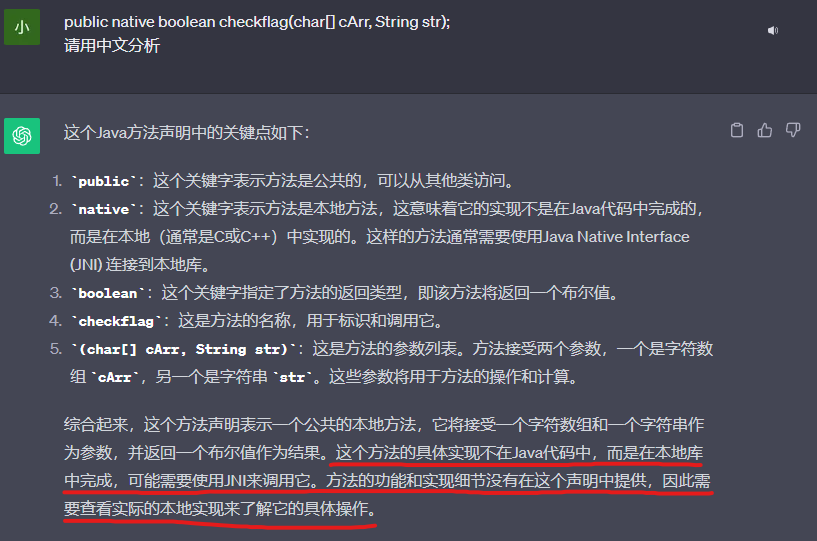 小
public native boolean checkflag(char[] cArr, String str);
请用中文分析
这个Java方法声明中的关键点如下：
1. `public`：这个关键字表示方法是公共的，可以从其他类访问。
2. `native`：这个关键字表示方法是本地方法，这意味着它的实现不是在Java代码中完成的，
而是在本地（通常是C或C++）中实现的。这样的方法通常需要使用Java Native Interface
(JNI) 连接到本地库。
3. `boolean`：这个关键字指定了方法的返回类型，即该方法将返回一个布尔值。
4. `checkflag`：这是方法的名称，用于标识和调用它。
5. `(char[] cArr, String str)`：这是方法的参数列表。方法接受两个参数，一个是字符数
组 `cArr`，另一个是字符串 `str`。这些参数将用于方法的操作和计算。
综合起来，这个方法声明表示一个公共的本地方法，它将接受一个字符数组和一个字符串作
为参数，并返回一个布尔值作为结果。这个方法的具体实现不在Java代码中，而是在本地库
中完成，可能需要使用JNI来调用它。方法的功能和实现细节没有在这个声明中提供，因此需
要查看实际的本地实现来了解它的具体操作。